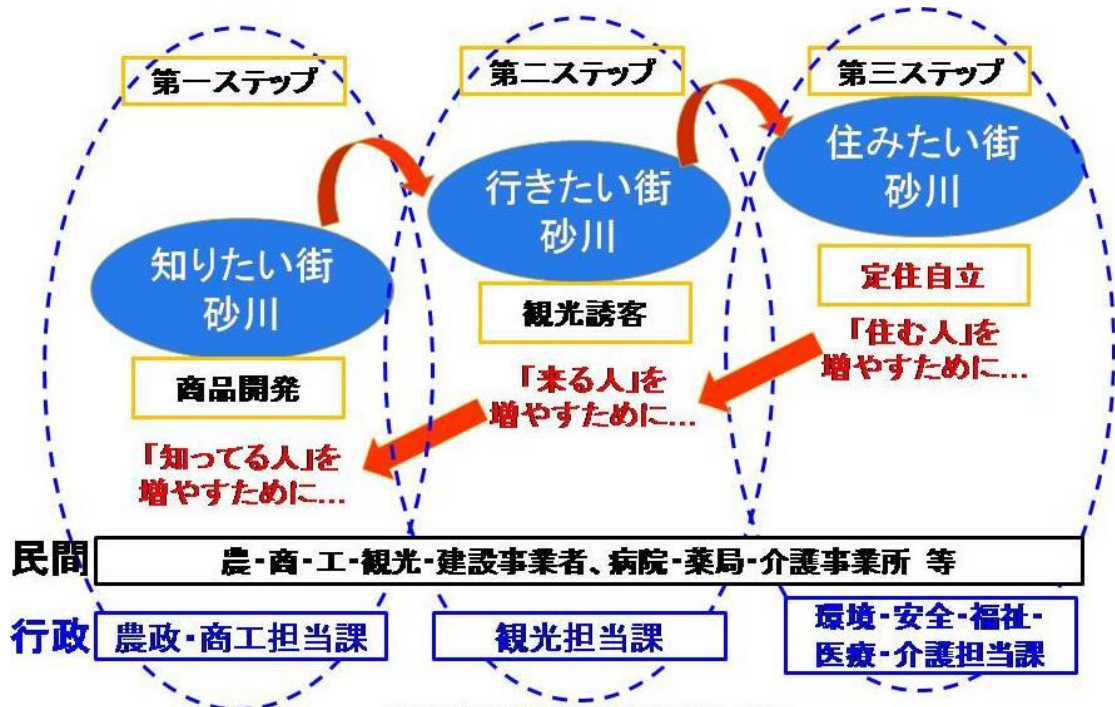 第一ステップ
第二ステップ
第三ステップ
知りたい街
砂川
行きたい街
砂川
住みたい街
砂川
商品開発
観光誘客
定住自立
「知ってる人」を
増やすために...
「来る人」を
増やすために...
「住む人」を
増やすために...
民間
農・商・工・観光・建設事業者、病院・薬局・介護事業所 等
行政
農政・商工担当課
観光担当課
環境・安全・福祉・
医療・介護担当課